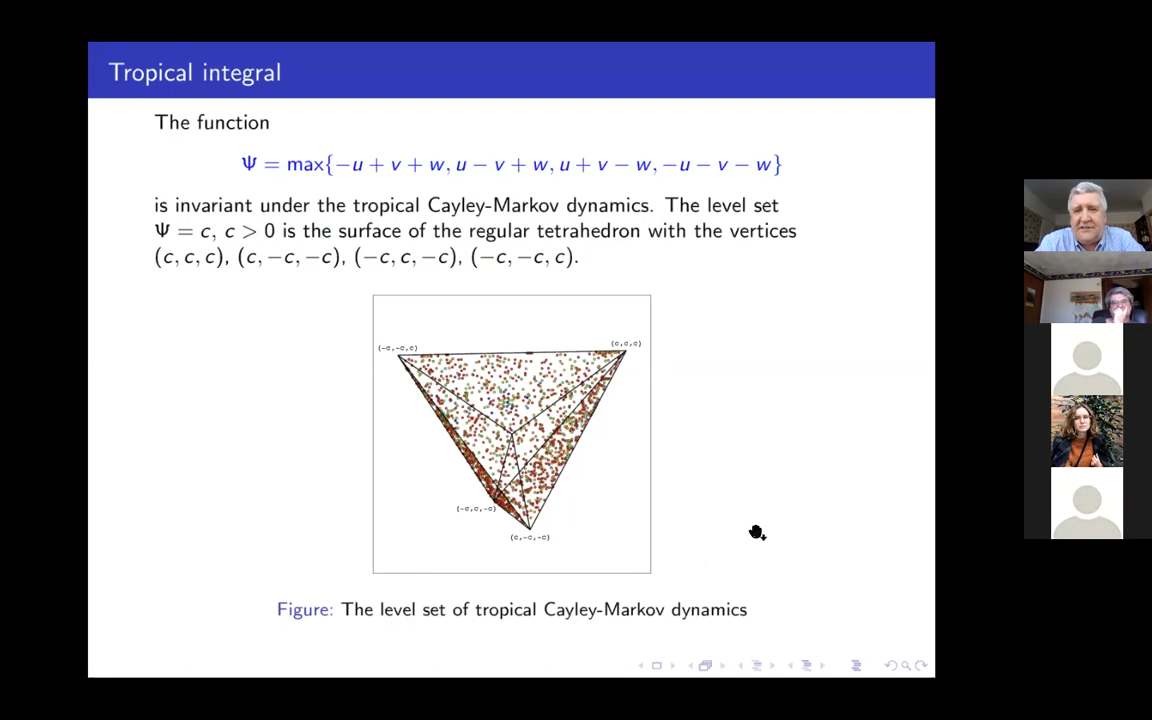 Tropical integral
The function
Ψ = max{−u + v + w, u − v + w, u + v − w, −u − v − w}
is invariant under the tropical Cayley-Markov dynamics. The level set
Ψ = c, c > 0 is the surface of the regular tetrahedron with the vertices
(c, c, c), (c, −c, −c), (−c, c, −c), (−c, −c, c).
(-c,-c,c)
(c,c,c)
(-c,c,-c)
(c,-c,-c)
Figure: The level set of tropical Cayley-Markov dynamics